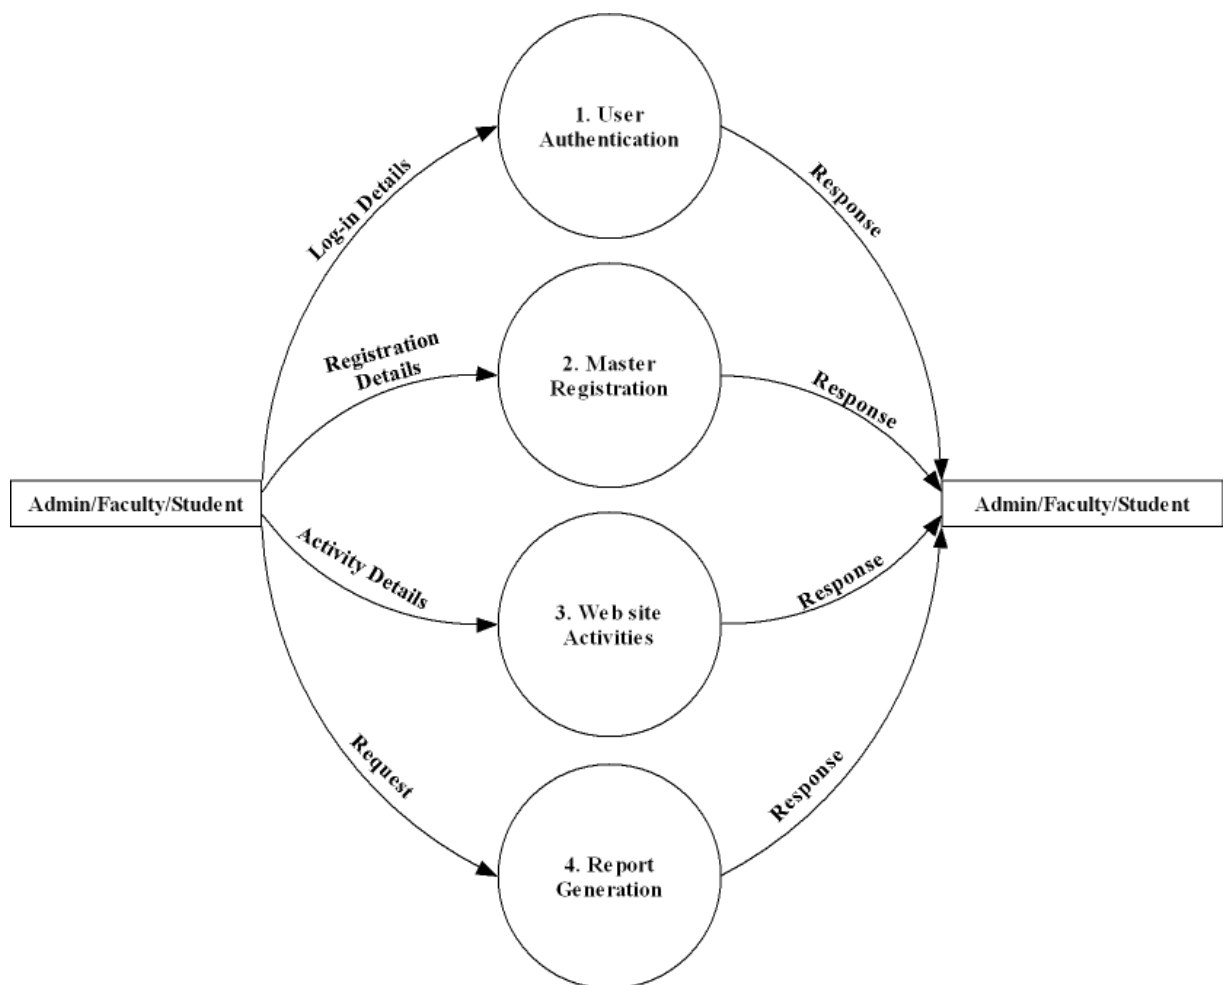 1. User
Authentication
Log-in Details
Response
Registration
Details
2. Master
Registration
Response
Admin/Faculty/Student
Admin/Faculty/Student
Activity Details
3. Web site
Activities
Response
Request
4. Report
Generation
Response